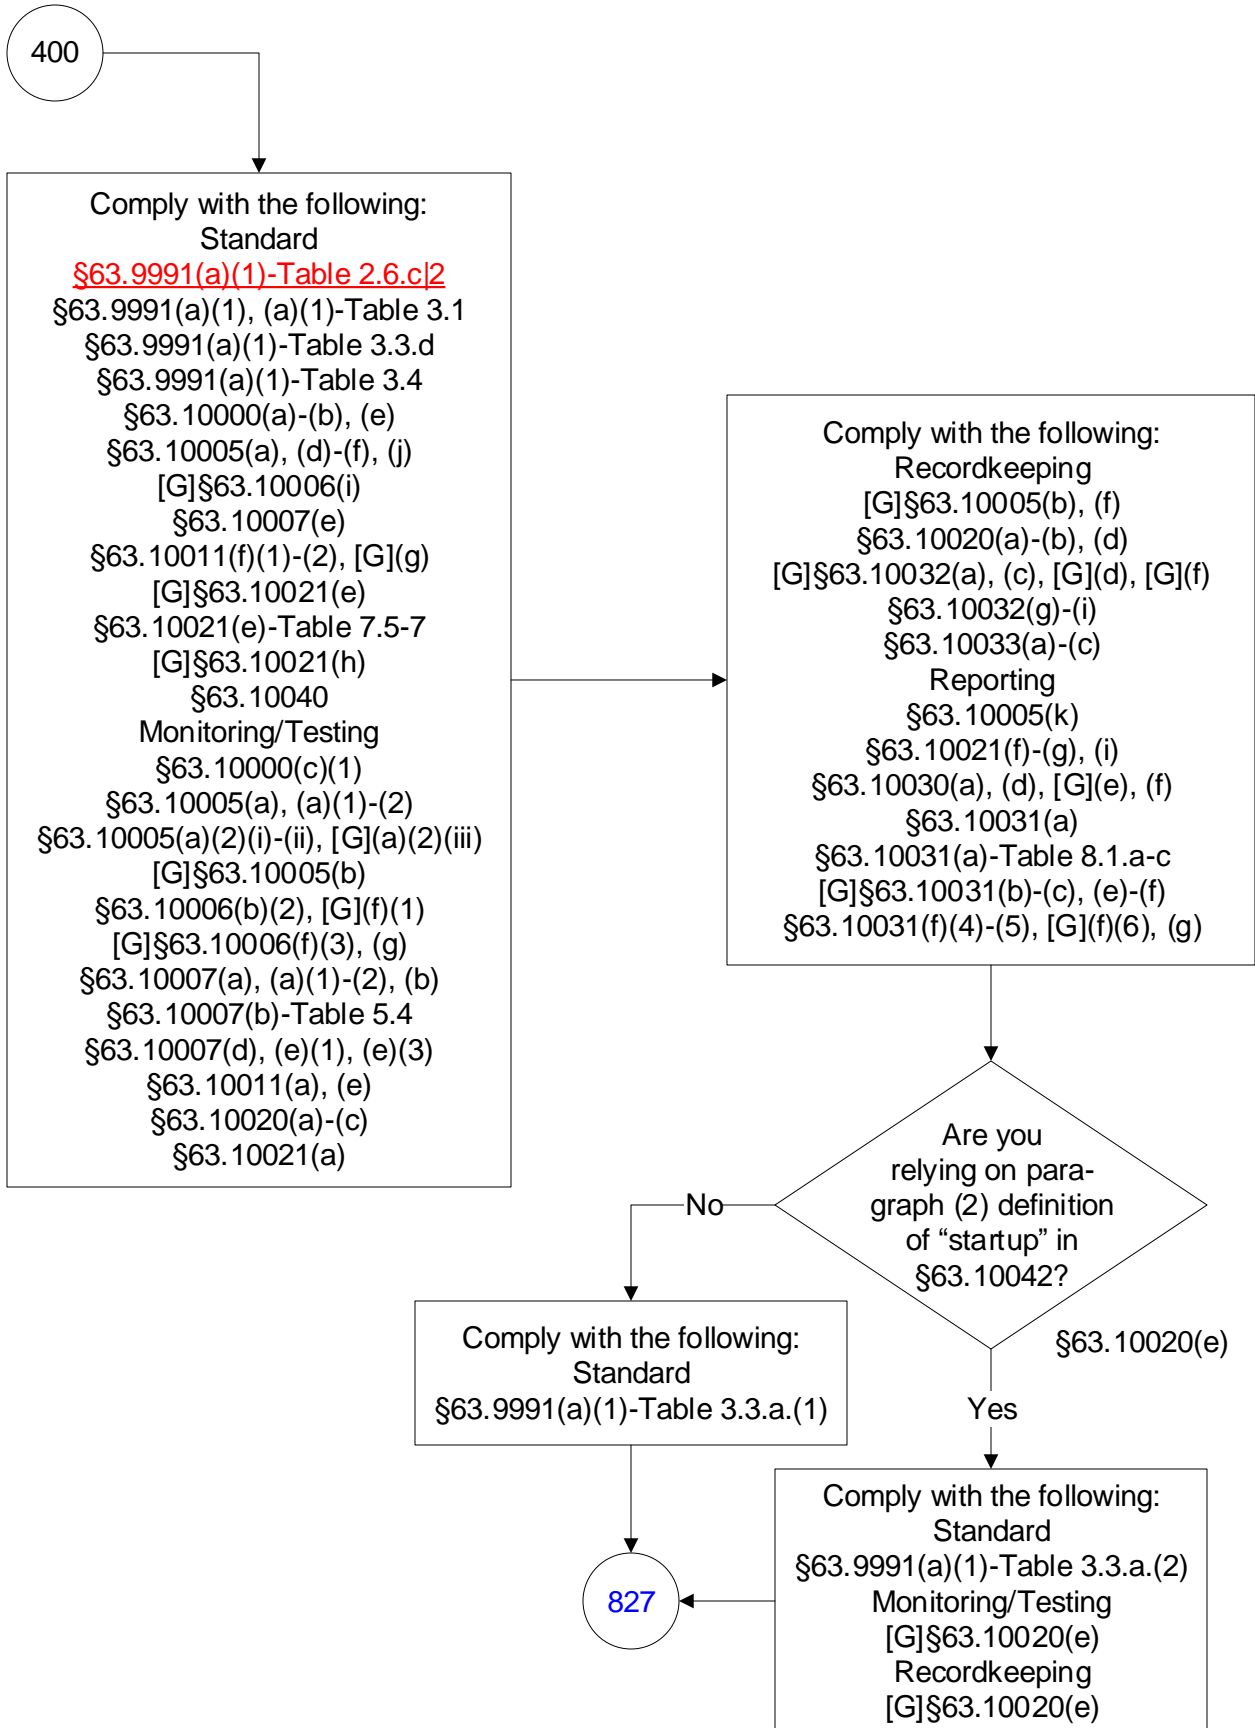 400
Comply with the following:
Standard
§63.9991(a)(1)-Table 2.6.c|2
§63.9991(a)(1), (a)(1)-Table 3.1
§63.9991(a)(1)-Table 3.3.d
§63.9991(a)(1)-Table 3.4
§63.10000(a)-(b), (e)
§63.10005(a), (d)-(f), (j)
[G]§63.10006(i)
§63.10007(e)
§63.10011(f)(1)-(2), [G](g)
[G]§63.10021(e)
§63.10021(e)-Table 7.5-7
[G]§63.10021(h)
§63.10040
Monitoring/Testing
§63.10000(c)(1)
§63.10005(a), (a)(1)-(2)
§63.10005(a)(2)(i)-(ii), [G](a)(2)(iii)
[G]§63.10005(b)
§63.10006(b)(2), [G](f)(1)
[G]§63.10006(f)(3), (g)
§63.10007(a), (a)(1)-(2), (b)
§63.10007(b)-Table 5.4
§63.10007(d), (e)(1), (e)(3)
§63.10011(a), (e)
§63.10020(a)-(c)
§63.10021(a)
Comply with the following:
Recordkeeping
[G]§63.10005(b), (f)
§63.10020(a)-(b), (d)
[G]§63.10032(a), (c), [G](d), [G](f)
§63.10032(g)-(i)
§63.10033(a)-(c)
Reporting
§63.10005(k)
§63.10021(f)-(g), (i)
§63.10030(a), (d), [G](e), (f)
§63.10031(a)
§63.10031(a)-Table 8.1.a-c
[G]§63.10031(b)-(c), (e)-(f)
§63.10031(f)(4)-(5), [G](f)(6), (g)
Are you
relying on para-
graph (2) definition
of “startup” in
§63.10042?
§63.10020(e)
No
Comply with the following:
Standard
§63.9991(a)(1)-Table 3.3.a.(1)
Yes
Comply with the following:
Standard
§63.9991(a)(1)-Table 3.3.a.(2)
Monitoring/Testing
[G]§63.10020(e)
Recordkeeping
[G]§63.10020(e)
827